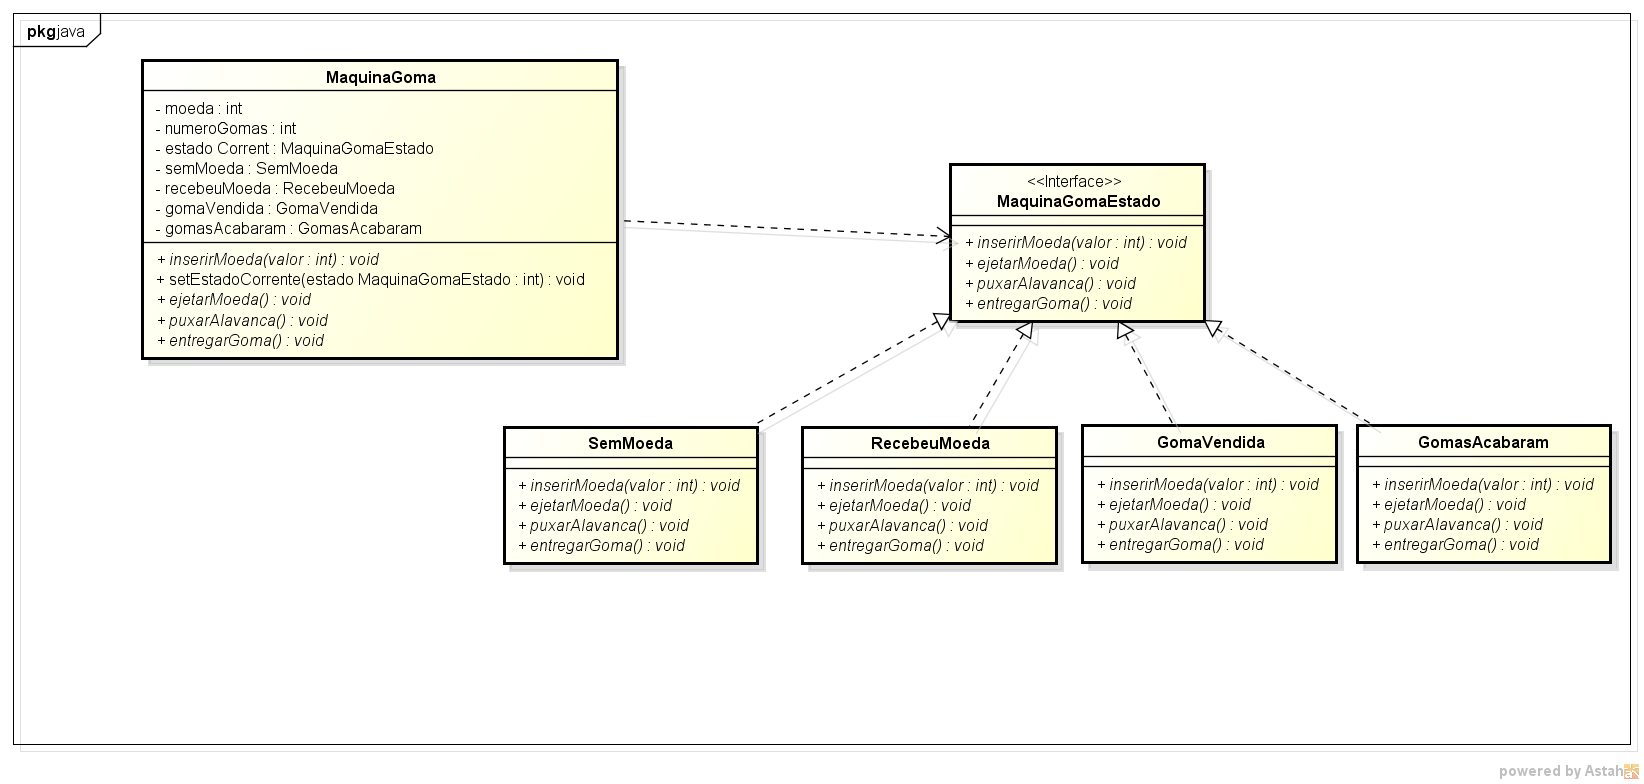 pkg java
MaquinaGoma
- moeda : int
- numeroGomas : int
- estado Corrent : MaquinaGomaEstado
- semMoeda : SemMoeda
- recebeuMoeda : RecebeuMoeda
- gomaVendida : GomaVendida
- gomasAcabaram : GomasAcabaram
+ inserirMoeda(valor : int) : void
+ setEstadoCorrente(estado MaquinaGomaEstado : int) : void
+ ejetarMoeda() : void
+ puxarAlavanca() : void
+ entregarGoma() : void
<<Interface>>
MaquinaGomaEstado
+ inserirMoeda(valor : int) : void
+ ejetarMoeda() : void
+ puxarAlavanca() : void
+ entregarGoma() : void
SemMoeda
+ inserirMoeda(valor : int) : void
+ ejetarMoeda() : void
+ puxarAlavanca() : void
+ entregarGoma() : void
RecebeuMoeda
+ inserirMoeda(valor : int) : void
+ ejetarMoeda() : void
+ puxarAlavanca() : void
+ entregarGoma() : void
GomaVendida
+ inserirMoeda(valor : int) : void
+ ejetarMoeda() : void
+ puxarAlavanca() : void
+ entregarGoma() : void
GomasAcabaram
+ inserirMoeda(valor : int) : void
+ ejetarMoeda() : void
+ puxarAlavanca() : void
+ entregarGoma() : void
powered by Astah